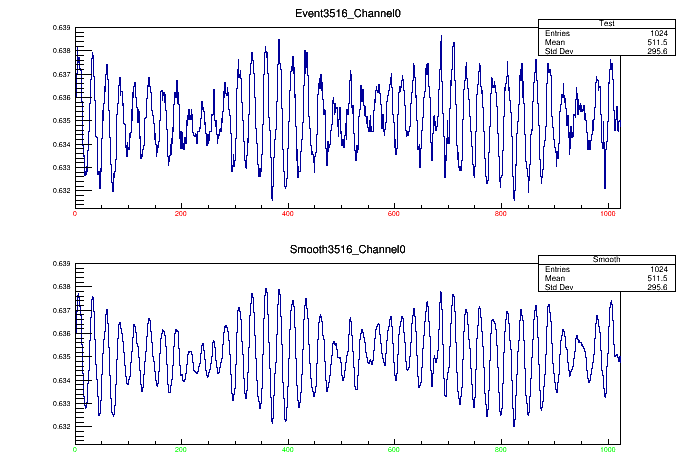 Event3516_Channel0
Test
Entries 1024
Mean 511.5
Std Dev 295.6
0.639
0.638
0.637
0.636
0.635
0.634
0.633
0.632
0 200 400 600 800 1000
Smooth3516_Channel0
Smooth
Entries 1024
Mean 511.5
Std Dev 295.6
0.639
0.638
0.637
0.636
0.635
0.634
0.633
0.632
0 200 400 600 800 1000